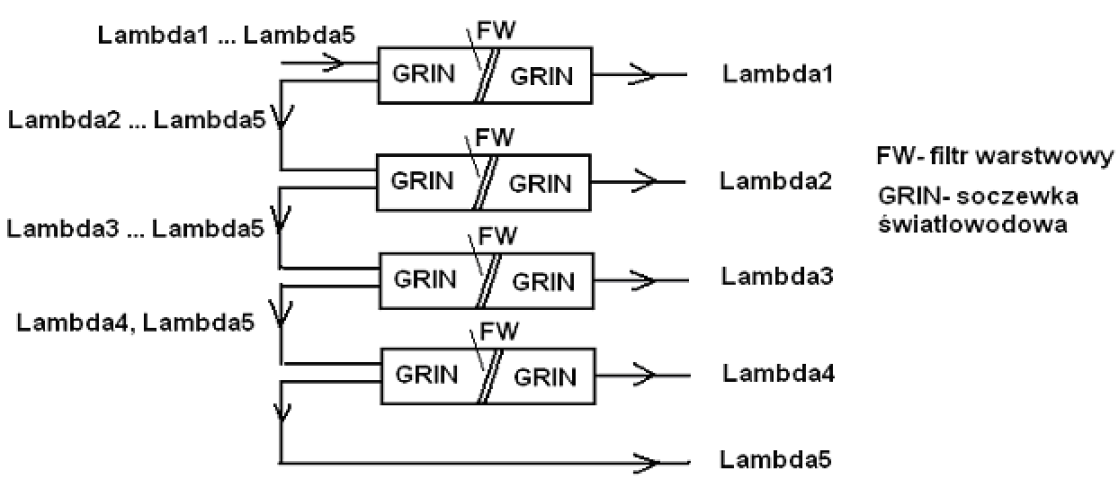 Lambda1 ... Lambda5
FW
GRIN GRIN
Lambda1
Lambda2 ... Lambda5
FW
GRIN GRIN
Lambda2
FW- filtr warstwowy
GRIN- soczewka
światlowodowa
Lambda3 ... Lambda5
FW
GRIN GRIN
Lambda3
Lambda4, Lambda5
FW
GRIN GRIN
Lambda4
Lambda5